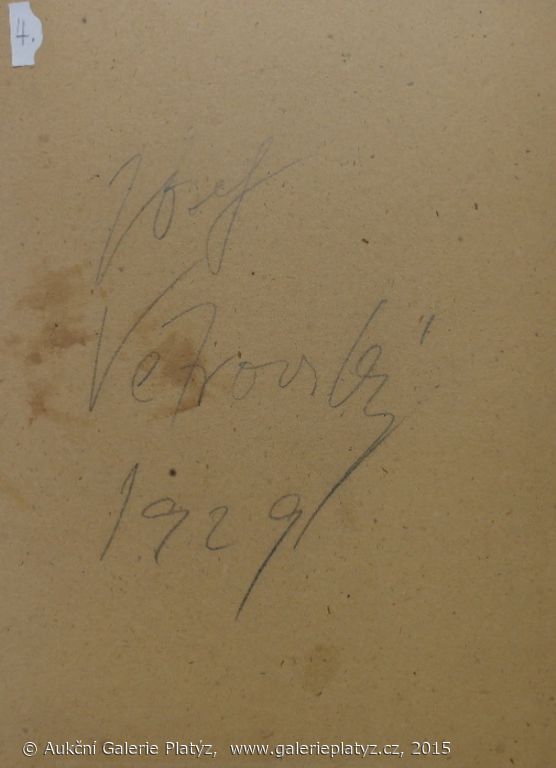 4.
Josef
Vetrovský
1929
© Aukční Galerie Platýz, www.galerieplatyz.cz, 2015